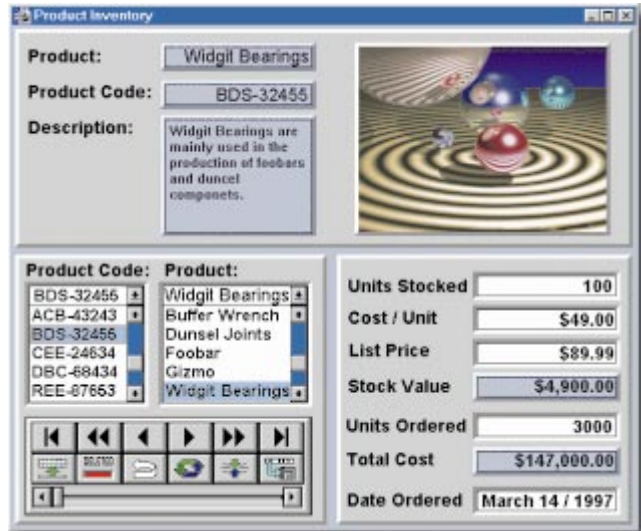 Product Inventory
Product: Widgit Bearings
Product Code: BDS-32455
Description: Widgit Bearings are
mainly used in the
production of foobars
and duncel
componets.
Product Code:
BDS-32456
ACB-43243
BDS-32456
CEE-24634
DBC-68434
REE-87653
Product:
Widgit Bearings
Buffer Wrench
Dunsel Joints
Foobar
Gizmo
Widgit Bearings
Units Stocked 100
Cost / Unit $49.00
List Price $89.99
Stock Value $4,900.00
Units Ordered 3000
Total Cost $147,000.00
Date Ordered March 14 / 1997